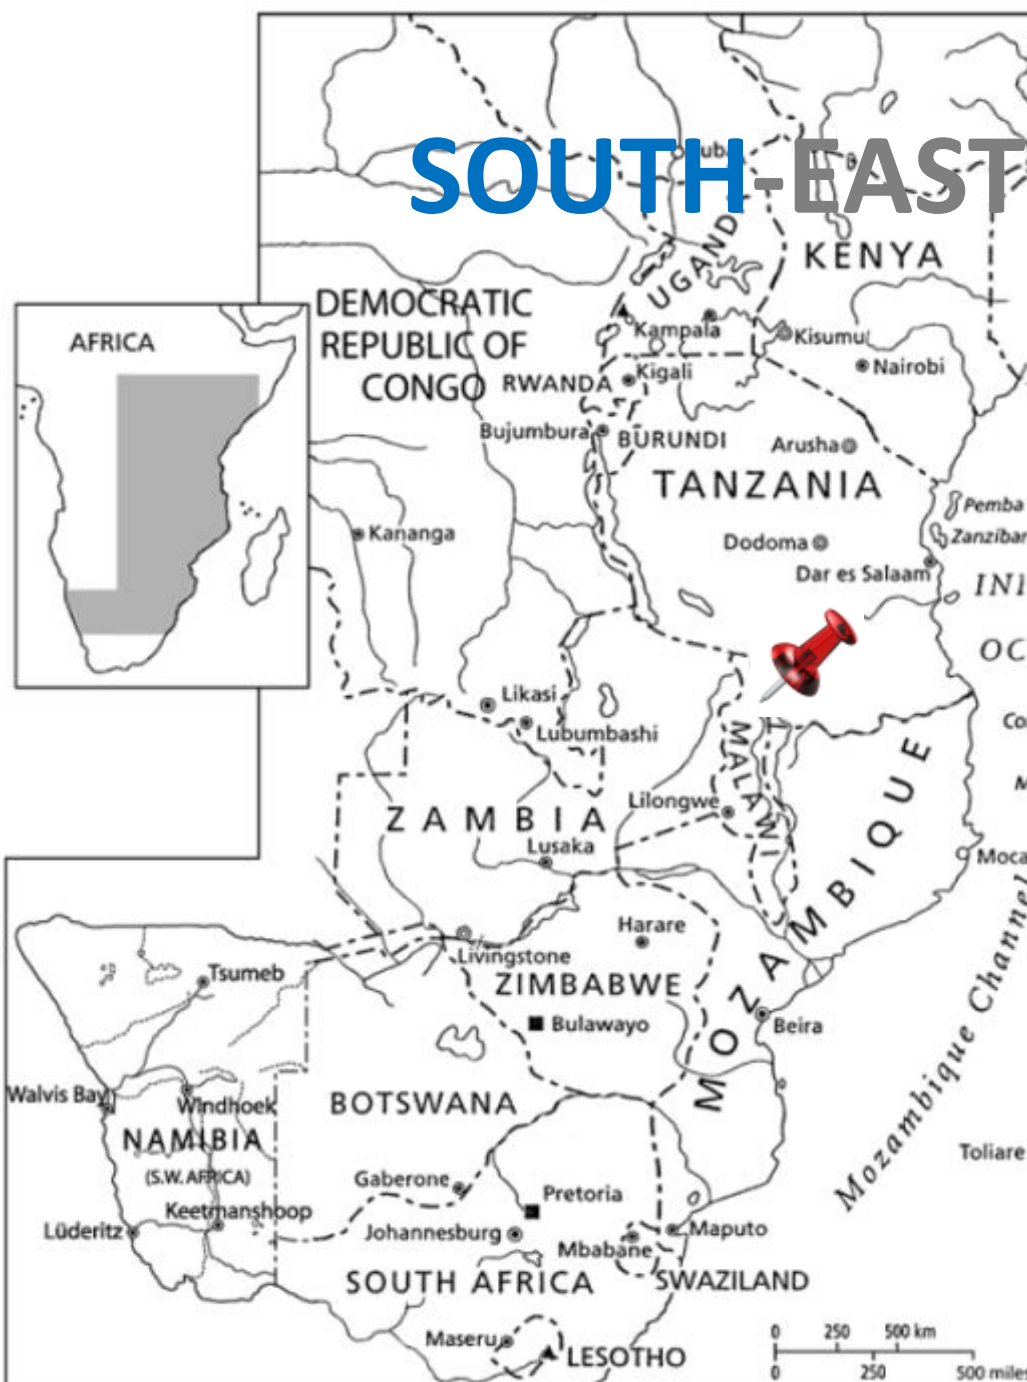 SOUTH-EAST
KENYA
DEMOCRATIC
REPUBLIC OF
CONGO
AFRICA
Kampala
Kisumu
Nairobi
RWANDA
Kigali
Bujumbura
BURUNDI
Arusha
TANZANIA
Pemba
Zanzibar
Kananga
Dodoma
Dar es Salaam
Likasi
Lubumbashi
MALAWI
MOZAMBIQUE
Lilongwe
ZAMBIA
Lusaka
Harare
Livingstone
ZIMBABWE
Tsumeb
Bulawayo
Beira
Mozambique Channel
Walvis Bay
Windhoek
BOTSWANA
NAMIBIA
(S.W. AFRICA)
Toliare
Gaberone
Pretoria
Keetmanshoop
Lüderitz
Johannesburg
Maputo
Mbabane
SOUTH AFRICA
SWAZILAND
Maseru
LESOTHO
0 250 500 km
0 250 500 miles